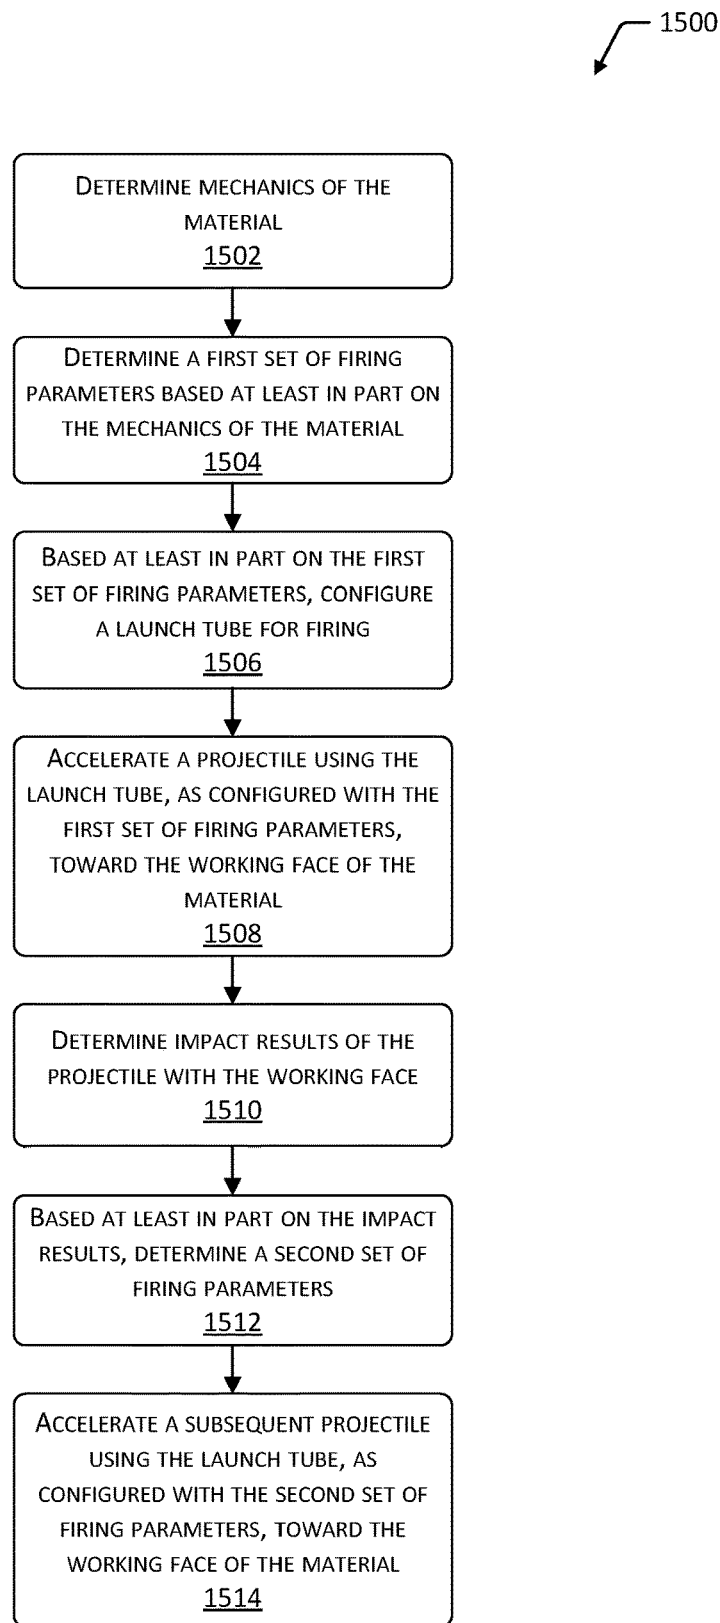 1500
DETERMINE MECHANICS OF THE
MATERIAL
1502
DETERMINE A FIRST SET OF FIRING
PARAMETERS BASED AT LEAST IN PART ON
THE MECHANICS OF THE MATERIAL
1504
BASED AT LEAST IN PART ON THE FIRST
SET OF FIRING PARAMETERS, CONFIGURE
A LAUNCH TUBE FOR FIRING
1506
ACCELERATE A PROJECTILE USING THE
LAUNCH TUBE, AS CONFIGURED WITH THE
FIRST SET OF FIRING PARAMETERS,
TOWARD THE WORKING FACE OF THE
MATERIAL
1508
DETERMINE IMPACT RESULTS OF THE
PROJECTILE WITH THE WORKING FACE
1510
BASED AT LEAST IN PART ON THE IMPACT
RESULTS, DETERMINE A SECOND SET OF
FIRING PARAMETERS
1512
ACCELERATE A SUBSEQUENT PROJECTILE
USING THE LAUNCH TUBE, AS
CONFIGURED WITH THE SECOND SET OF
FIRING PARAMETERS, TOWARD THE
WORKING FACE OF THE MATERIAL
1514